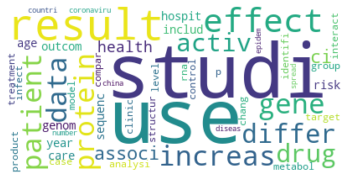 countri coronaviru
result effect
hospit
includ
identifi
interact
age outcom health activ
epidem
treatment infect model compar rnai
patient data protein studi use
ci
group
risk
p
level control
china
sequenc clinic structur chang spread
gene
target
product genom associ differ
number diseas
year
case care analysi increas drug metabol